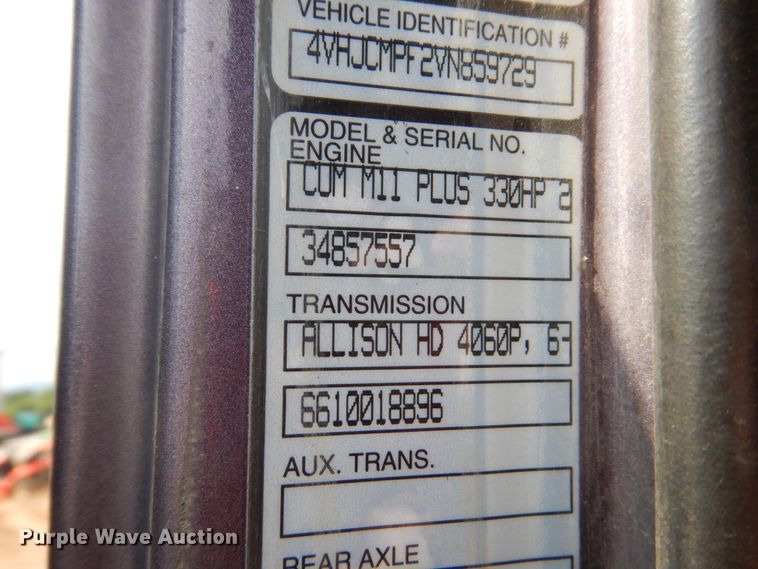 VEHICLE IDENTIFICATION #
4VHJCMPF2VN859729
MODEL & SERIAL NO.
ENGINE
CUM M11 PLUS 330HP 2
34857557
TRANSMISSION
ALLISON HD 4060P, 6-
6610018896
AUX. TRANS.
REAR AXLE
Purple Wave Auction